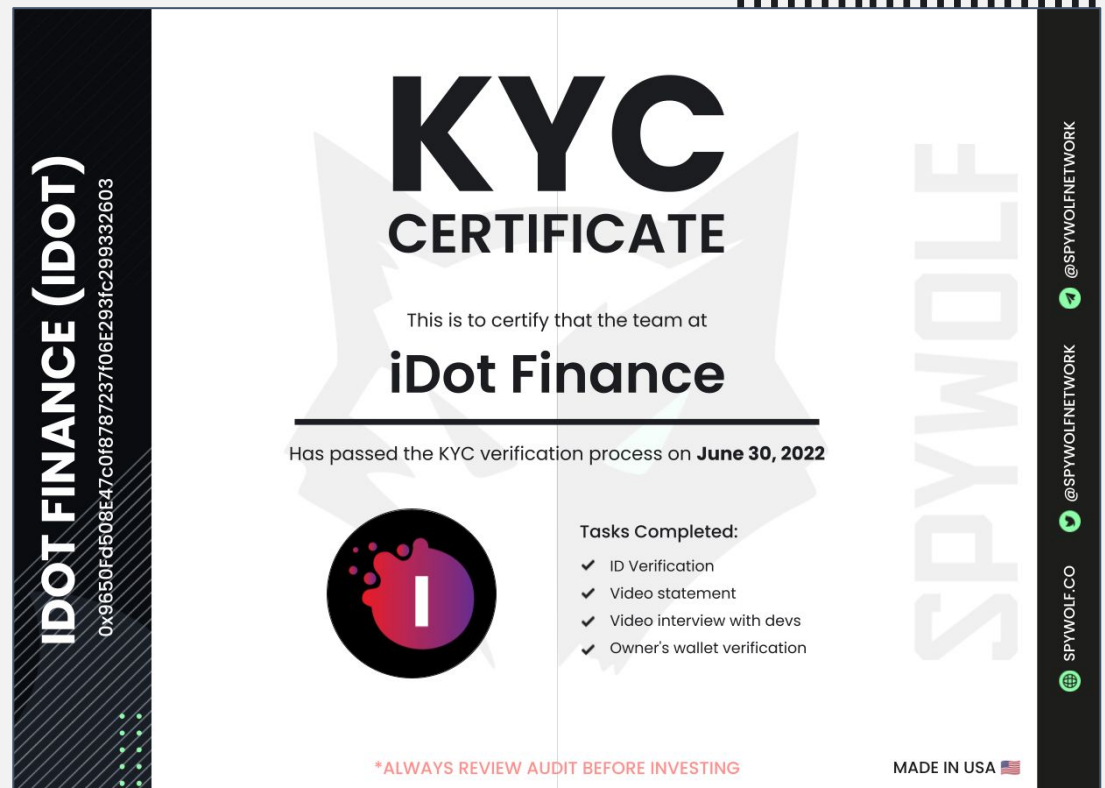 IDOT FINANCE (IDOT)
0x9650Fd508E47c0f8787237f06E293fc299332603
KYC
CERTIFICATE
This is to certify that the team at
iDot Finance
Has passed the KYC verification process on June 30, 2022
I
Tasks Completed:
ID Verification
Video statement
Video interview with devs
Owner's wallet verification
*ALWAYS REVIEW AUDIT BEFORE INVESTING
MADE IN USA
SPYWOLF
SPYWOLF.CO
@SPYWOLFNETWORK
@SPYWOLFNETWORK